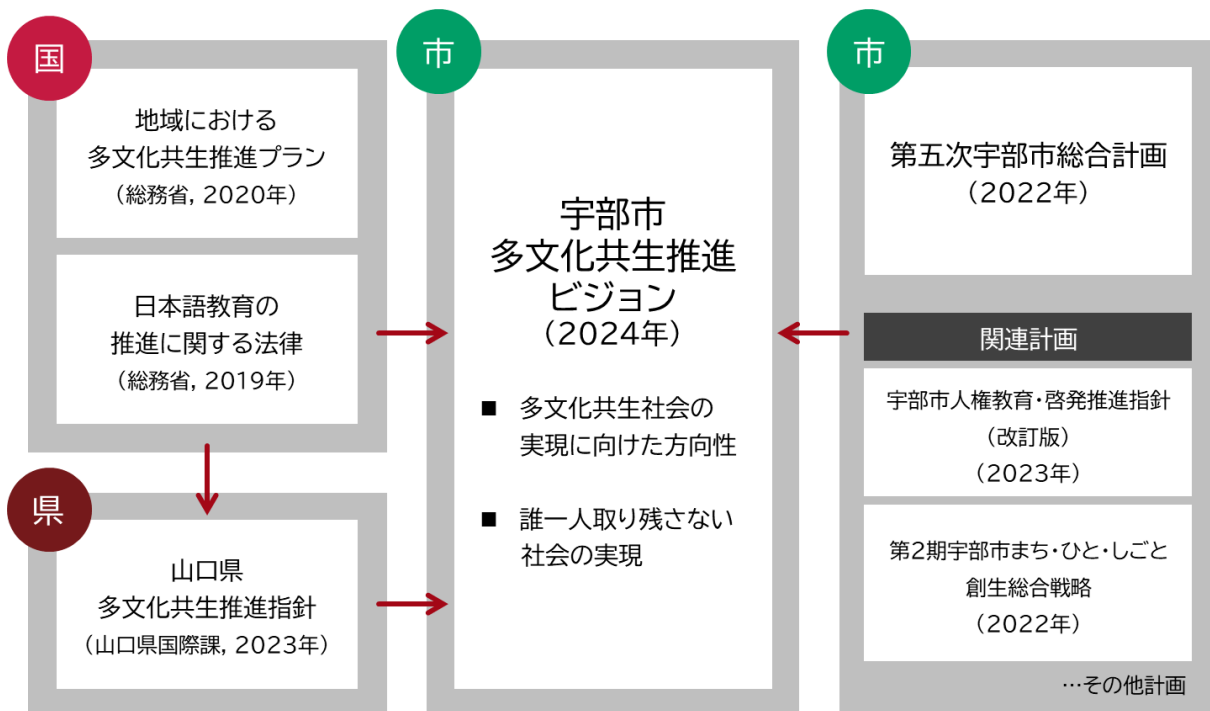 国
地域における
多文化共生推進プラン
(総務省, 2020年)
日本語教育の
推進に関する法律
(総務省, 2019年)
県
山口県
多文化共生推進指針
(山口県国際課, 2023年)
市
宇部市
多文化共生推進
ビジョン
(2024年)
■ 多文化共生社会の
実現に向けた方向性
■ 誰一人取り残さない
社会の実現
市
第五次宇部市総合計画
(2022年)
関連計画
宇部市人権教育・啓発推進指針
(改訂版)
(2023年)
第2期宇部市まち・ひと・しごと
創生総合戦略
(2022年)
…その他計画